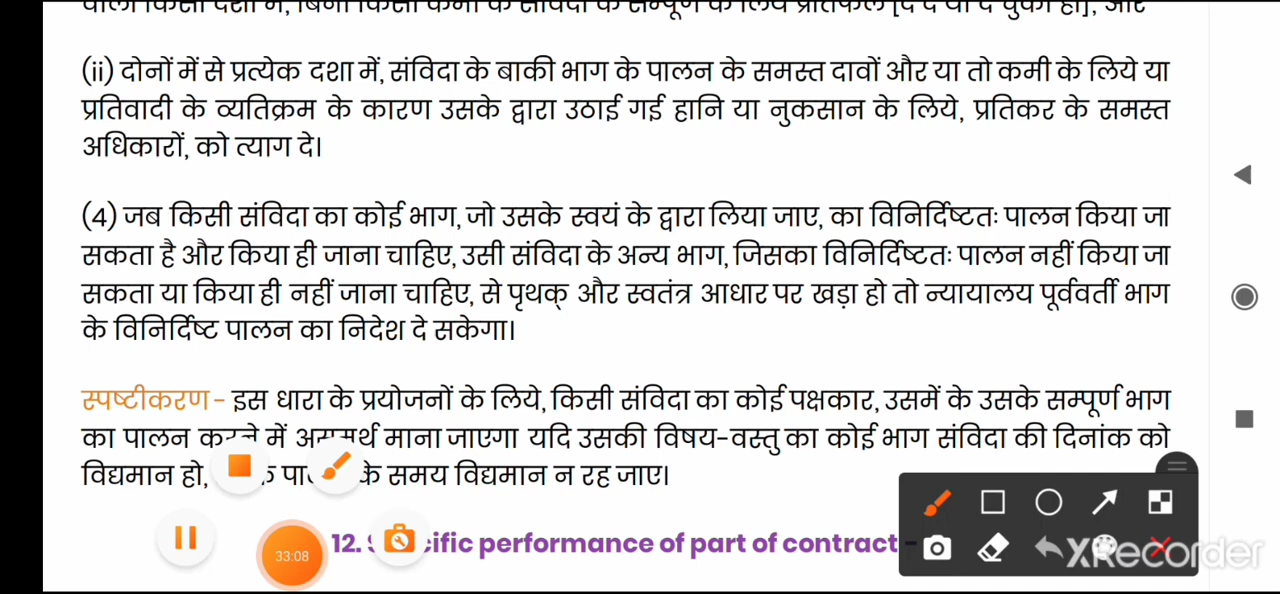 (ii) दोनों में से प्रत्येक दशा में, संविदा के बाकी भाग के पालन के समस्त दावों और या तो कमी के लिये या
प्रतिवादी के व्यतिक्रम के कारण उसके द्वारा उठाई गई हानि या नुकसान के लिये, प्रतिकर के समस्त
अधिकारों, को त्याग दे।
(4) जब किसी संविदा का कोई भाग, जो उसके स्वयं के द्वारा लिया जाए, का विनिर्दिष्टतः पालन किया जा
सकता है और किया ही जाना चाहिए, उसी संविदा के अन्य भाग, जिसका विनिर्दिष्टतः पालन नहीं किया जा
सकता या किया ही नहीं जाना चाहिए, से पृथक् और स्वतंत्र आधार पर खड़ा हो तो न्यायालय पूर्ववर्ती भाग
के विनिर्दिष्ट पालन का निदेश दे सकेगा।
स्पष्टीकरण - इस धारा के प्रयोजनों के लिये, किसी संविदा का कोई पक्षकार, उसमें के उसके सम्पूर्ण भाग
का पालन करने में असमर्थ माना जाएगा यदि उसकी विषय-वस्तु का कोई भाग संविदा की दिनांक को
विद्यमान हो, के समय विद्यमान न रह जाए।
12. performance of part of contract -
33:08
XRecorder